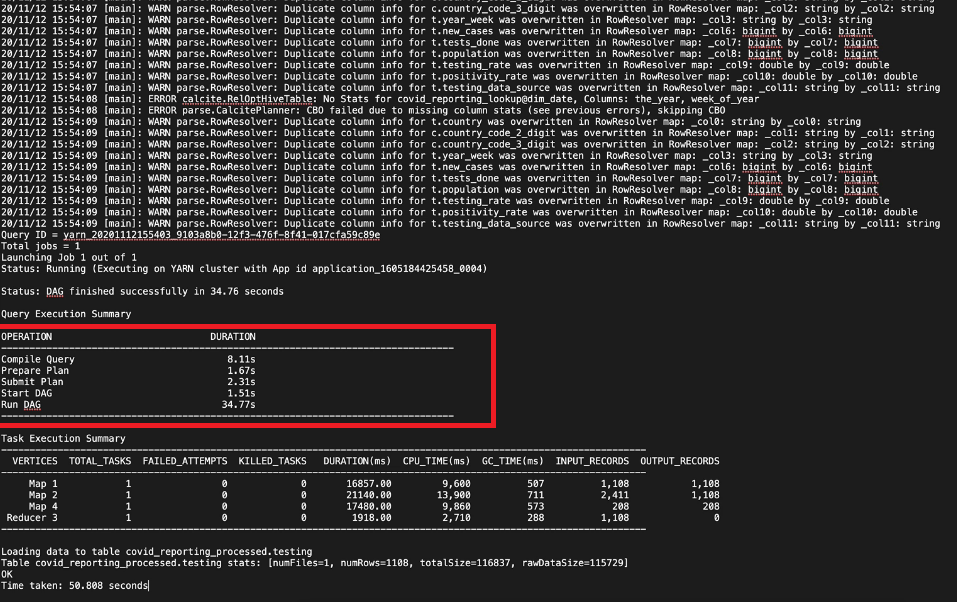 20/11/12 15:54:07 [main]: WARN parse.RowResolver: Duplicate column info for c.country_code_3_digit was overwritten in RowResolver map: _col2: string by _col2: string
20/11/12 15:54:07 [main]: WARN parse.RowResolver: Duplicate column info for t.year_week was overwritten in RowResolver map: _col3: string by _col3: string
20/11/12 15:54:07 [main]: WARN parse.RowResolver: Duplicate column info for t.new_cases was overwritten in RowResolver map: _col6: bigint by _col6: bigint
20/11/12 15:54:07 [main]: WARN parse.RowResolver: Duplicate column info for t.tests_done was overwritten in RowResolver map: _col7: bigint by _col7: bigint
20/11/12 15:54:07 [main]: WARN parse.RowResolver: Duplicate column info for t.population was overwritten in RowResolver map: _col8: bigint by _col8: bigint
20/11/12 15:54:07 [main]: WARN parse.RowResolver: Duplicate column info for t.testing_rate was overwritten in RowResolver map: _col9: double by _col9: double
20/11/12 15:54:07 [main]: WARN parse.RowResolver: Duplicate column info for t.positivity_rate was overwritten in RowResolver map: _col10: double by _col10: double
20/11/12 15:54:07 [main]: WARN parse.RowResolver: Duplicate column info for t.testing_data_source was overwritten in RowResolver map: _col11: string by _col11: string
20/11/12 15:54:08 [main]: ERROR calcite.RelOptHiveTable: No Stats for covid_reporting_lookup@dim_date, Columns: the_year, week_of_year
20/11/12 15:54:08 [main]: ERROR parse.CalcitePlanner: CBO failed due to missing column stats (see previous errors), skipping CBO
20/11/12 15:54:09 [main]: WARN parse.RowResolver: Duplicate column info for t.country was overwritten in RowResolver map: _col0: string by _col0: string
20/11/12 15:54:09 [main]: WARN parse.RowResolver: Duplicate column info for c.country_code_2_digit was overwritten in RowResolver map: _col1: string by _col1: string
20/11/12 15:54:09 [main]: WARN parse.RowResolver: Duplicate column info for c.country_code_3_digit was overwritten in RowResolver map: _col2: string by _col2: string
20/11/12 15:54:09 [main]: WARN parse.RowResolver: Duplicate column info for t.year_week was overwritten in RowResolver map: _col3: string by _col3: string
20/11/12 15:54:09 [main]: WARN parse.RowResolver: Duplicate column info for t.new_cases was overwritten in RowResolver map: _col6: bigint by _col6: bigint
20/11/12 15:54:09 [main]: WARN parse.RowResolver: Duplicate column info for t.tests_done was overwritten in RowResolver map: _col7: bigint by _col7: bigint
20/11/12 15:54:09 [main]: WARN parse.RowResolver: Duplicate column info for t.population was overwritten in RowResolver map: _col8: bigint by _col8: bigint
20/11/12 15:54:09 [main]: WARN parse.RowResolver: Duplicate column info for t.testing_rate was overwritten in RowResolver map: _col9: double by _col9: double
20/11/12 15:54:09 [main]: WARN parse.RowResolver: Duplicate column info for t.positivity_rate was overwritten in RowResolver map: _col10: double by _col10: double
20/11/12 15:54:09 [main]: WARN parse.RowResolver: Duplicate column info for t.testing_data_source was overwritten in RowResolver map: _col11: string by _col11: string
Query ID = yarn_20201112155403_9103a8b0-12f3-476f-8f41-017cfa59c89e
Total jobs = 1
Launching Job 1 out of 1
Status: Running (Executing on YARN cluster with App id application_1605184425458_0004)
Status: DAG finished successfully in 34.76 seconds
Query Execution Summary
OPERATION DURATION
----------------------------------------------------------------------------------------------
Compile Query 8.11s
Prepare Plan 1.67s
Submit Plan 2.31s
Start DAG 1.51s
Run DAG 34.77s
----------------------------------------------------------------------------------------------
Task Execution Summary
----------------------------------------------------------------------------------------------
VERTICES TOTAL_TASKS FAILED_ATTEMPTS KILLED_TASKS DURATION(ms) CPU_TIME(ms) GC_TIME(ms) INPUT_RECORDS OUTPUT_RECORDS
----------------------------------------------------------------------------------------------
Map 1 1 0 0 16857.00 9,600 507 1,108 1,108
Map 2 1 0 0 21140.00 13,900 711 2,411 1,108
Map 4 1 0 0 17480.00 9,860 573 208 208
Reducer 3 1 0 0 1918.00 2,710 288 1,108 0
----------------------------------------------------------------------------------------------
Loading data to table covid_reporting_processed.testing
Table covid_reporting_processed.testing stats: [numFiles=1, numRows=1108, totalSize=116837, rawDataSize=115729]
OK
Time taken: 50.808 seconds